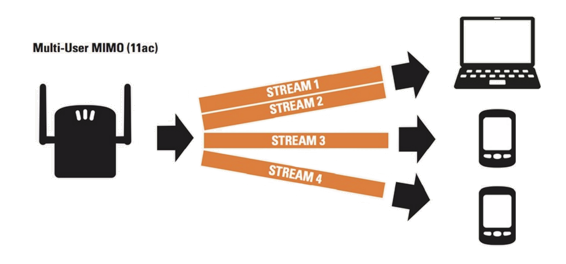 Multi-User MIMO (11ac)
STREAM 1
STREAM 2
STREAM 3
STREAM 4